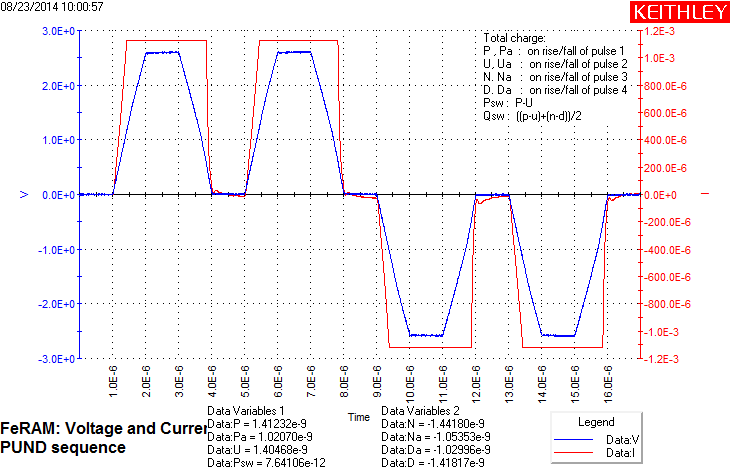 08/23/2014 10:00:57
KEITHLEY
3.0E+0
2.0E+0
1.0E+0
0.0E+0
-1.0E+0
-2.0E+0
-3.0E+0
V
Total charge:
P , Pa : on rise/fall of pulse 1
U, Ua : on rise/fall of pulse 2
N. Na : on rise/fall of pulse 3
D. Da : on rise/fall of pulse 4
Psw : P-U
Qsw : ((p-u)+(n-d))/2
1.2E-3
1.0E-3
800.0E-6
600.0E-6
400.0E-6
200.0E-6
0.0E+0
-200.0E-6
-400.0E-6
-600.0E-6
-800.0E-6
-1.0E-3
-1.2E-3
I
1.0E-6
2.0E-6
3.0E-6
4.0E-6
5.0E-6
6.0E-6
7.0E-6
8.0E-6
9.0E-6
10.0E-6
11.0E-6
12.0E-6
13.0E-6
14.0E-6
15.0E-6
16.0E-6
Time
FeRAM: Voltage and Currer
PUND sequence
Data Variables 1
Data:P = 1.41232e-9
Data:Pa = 1.02070e-9
Data:U = 1.40468e-9
Data:Psw = 7.64106e-12
Data Variables 2
Data:N = -1.44180e-9
Data:Na = -1.05353e-9
Data:Da = -1.02996e-9
Data:D = -1.41817e-9
Legend
Data:V
Data:I